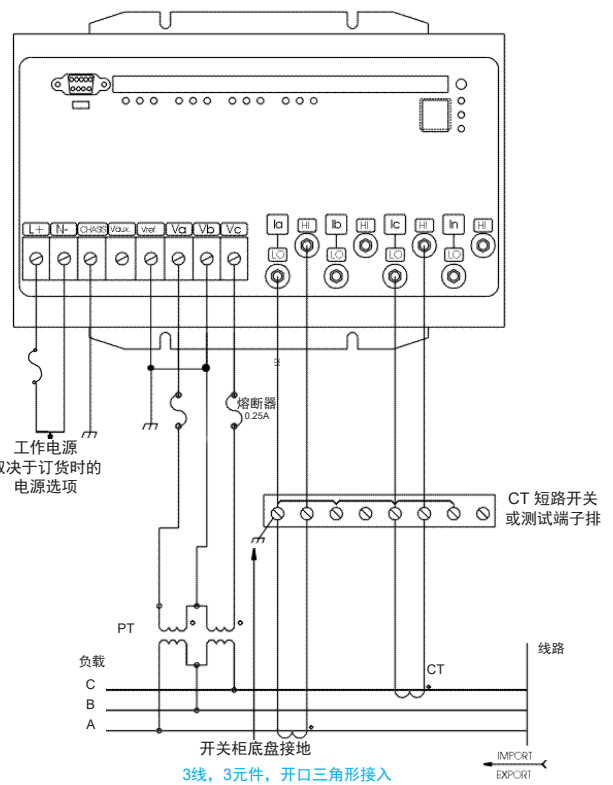 Ia HI Ib HI Ic HI In HI
L+ N- CHASIS Vaux. Vref. Va Vb Vc
LO LO LO LO
熔断器
0.25A
工作电源
取决于订货时的
电源选项
CT 短路开关
或测试端子排
PT
负载
线路
CT
C
B
A
开关柜底盘接地
IMPORT
EXPORT
3线，3元件，开口三角形接入